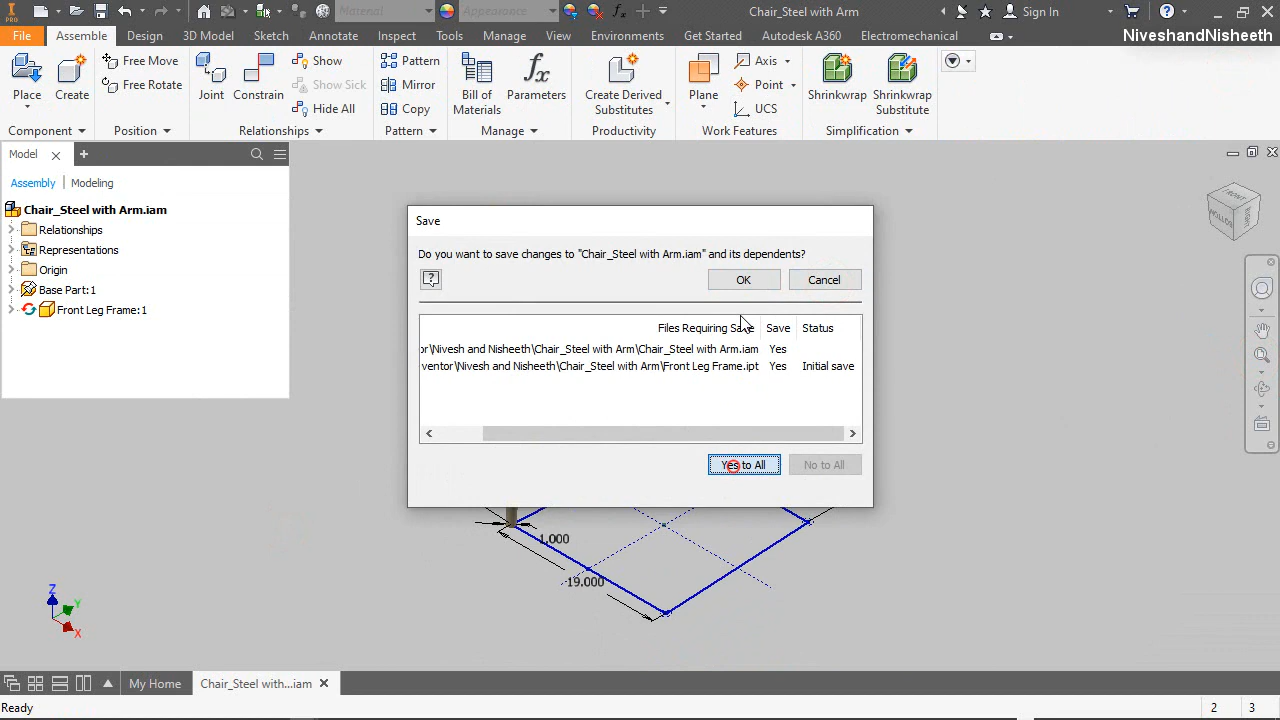 I PRO Material Appearance fx Chair_Steel with Arm Sign In
File Assemble Design 3D Model Sketch Annotate Inspect Tools Manage View Environments Get Started Autodesk A360 Electromechanical
NiveshandNisheeth
Free Move Show Pattern Axis
Free Rotate Show Sick Mirror Point
Place Create Joint Constrain Hide All Copy Bill of Materials Parameters Create Derived Substitutes Plane UCS Shrinkwrap Shrinkwrap Substitute
Component Position Relationships Pattern Manage Productivity Work Features Simplification
Model
Assembly Modeling
Chair_Steel with Arm.iam
Relationships
Representations
Origin
Base Part:1
Front Leg Frame:1
FRONT
BOTTOM
Save
Do you want to save changes to "Chair_Steel with Arm.iam" and its dependents?
? OK Cancel
Files Requiring Save Save Status
or\Nivesh and Nisheeth\Chair_Steel with Arm\Chair_Steel with Arm.iam Yes
ventor\Nivesh and Nisheeth\Chair_Steel with Arm\Front Leg Frame.ipt Yes Initial save
Yes to All No to All
1.000
19.000
Z
Y
X
My Home Chair_Steel with...iam
Ready 2 3